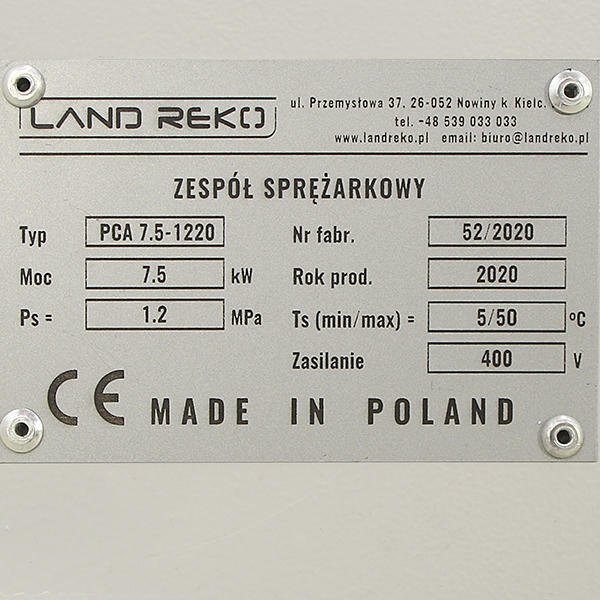 LAND REKO
ul. Przemysłowa 37, 26-052 Nowiny k Kielc.
tel. -48 539 033 033
www.landreko.pl email: biuro@landreko.pl
ZESPÓŁ SPRĘŻARKOWY
Typ PCA 7.5-1220 Nr fabr. 52/2020
Moc 7.5 kW Rok prod. 2020
Ps = 1.2 MPa Ts (min/max) = 5/50 °C
Zasilanie 400 V
CE MADE IN POLAND